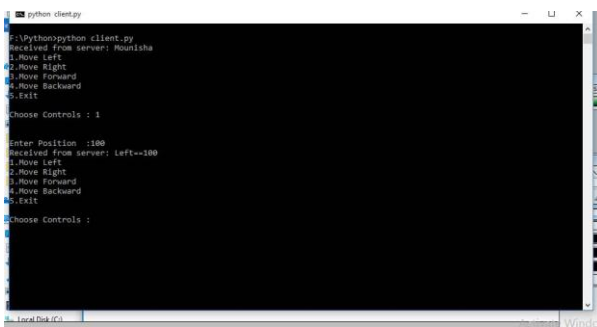 python client.py
F:\Python>python client.py
Received from server: Mounisha
1.Move Left
2.Move Right
3.Move Forward
4.Move Backward
5.Exit
Choose Controls : 1
Enter Position :100
Received from server: Left==100
1.Move Left
2.Move Right
3.Move Forward
4.Move Backward
5.Exit
Choose Controls :
Local Disk (C:)